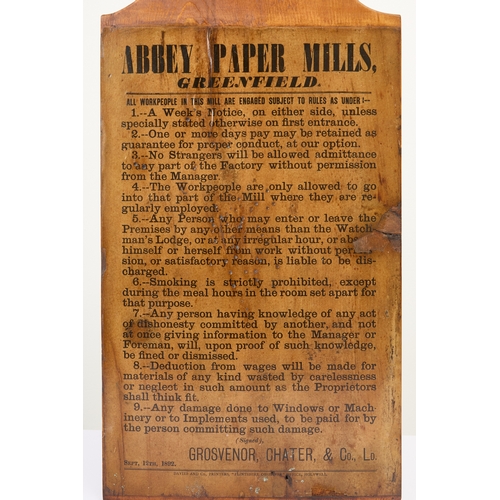 ABBEY PAPER MILLS,
GREENFIELD.
ALL WORKPEOPLE IN THIS MILL ARE ENGAGED SUBJECT TO RULES AS UNDER:—
1.--A Week's Notice, on either side, unless
specially stated otherwise on first entrance.
2.--One or more days pay may be retained as
guarantee for proper conduct, at our option.
3.--No Strangers will be allowed admittance
to any part of the Factory without permission
from the Manager.
4.--The Workpeople are only allowed to go
into that part of the Mill where they are re-
gularly employed.
5.--Any Person who may enter or leave the
Premises by any other means than the Watch-
man's Lodge, or at any irregular hour, or
himself or herself from work without
sion, or satisfactory reason, is liable to be dis-
charged.
6.--Smoking is strictly prohibited, except
during the meal hours in the room set apart for
that purpose.
7.--Any person having knowledge of any act
of dishonesty committed by another, and not
at once giving information to the Manager or
Foreman, will, upon proof of such knowledge,
be fined or dismissed.
8.--Deduction from wages will be made for
materials of any kind wasted by carelessness
or neglect in such amount as the Proprietors
shall think fit.
9.--Any damage done to Windows or Mach-
inery or to Implements used, to be paid for by
the person committing such damage.
(Signed),
GROSVENOR, CHATER, & Co., LD.
SEPT. 1892.